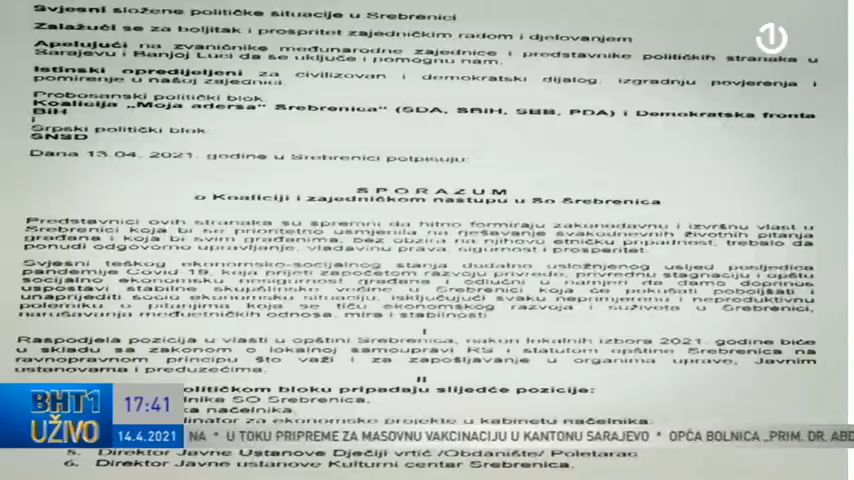 Svjesni složene političke situacije u Srebrenici
Zalažući se za boljitak i prospritet zajedničkim radom i djelovanjem
Apelujući na zvaničnike međunarodne zajednice i predstavnike političkih stranaka u
Sarajevu i Banjoj Luci da se uključe i pomognu nam,
Istinski opredijeljeni za civilizovan i demokratski dijalog, izgradnju povjerenja i
pomirenje u našoj zajednici,
Probosanski politički blok:
Koalicija „Moja adersa" Srebrenica" (SDA, SBiH, SBB, PDA) i Demokratska fronta
BiH
i
Srpski politički blok
SNSD
Dana 13.04. 2021. godine u Srebrenici potpisuju:
SPORAZUM
o Koaliciji i zajedničkom nastupu u So Srebrenica
Predstavnici ovih stranaka su spremni da hitno formiraju zakonodavnu i izvršnu vlast u
Srebrenici koja bi se prioritetno usmjerila na rješavanje svakodnevnih životnih pitanja
građana i koja bi svim građanima, bez obzira na njihovu etničku pripadnost, trebalo da
ponudi odgovorno upravljanje, vladavinu prava, sigurnost i prosperitet.
Svjesni teškog ekonomsko-socijalnog stanja dodatno usložnjenog usljed posljedica
pandemije Covid 19, koja prijeti započetom razvoju privrede, privrednu stagnaciju i opštu
socijalno ekonomsku nesigurnost građana i odlučni u namjeri da damo doprinos
uspostavi stabilne skupštinske većine u Srebrenici koja će pokušati poboljšati i
unaprijediti socio ekonomsku situaciju, isključujući svaku neprimjerenu i neproduktivnu
polemiku o pitanjima koja se tiču ekonomskog razvoja i suživota u Srebrenici,
narušavanja međuetničkih odnosa, mira i stabilnosti.
I
Raspodjela pozicija u vlasti u opštini Srebrenica, nakon lokalnih izbora 2021. godine biće
u skladu sa zakonom o lokalnoj samoupravi RS i statutom opštine Srebrenica na
ravnopravnom principu što važi i za zapošljavanje u organima uprave, Javnim
ustanovama i preduzećima.
II
olitičkom bloku pripadaju slijedće pozicije:
lnika SO Srebrenica.
ka načelnika.
dinator za ekonomske projekte u kabinetu načelnika.
5. Direktor Javne Ustanove Dječiji vrtić /Obdanište/ Poletarac
6. Direktor Javne ustanove Kulturni centar Srebrenica.
1
BHT1 17:41
UŽIVO 14.4.2021 NA * U TOKU PRIPREME ZA MASOVNU VAKCINACIJU U KANTONU SARAJEVO * OPĆA BOLNICA „PRIM. DR. ABD